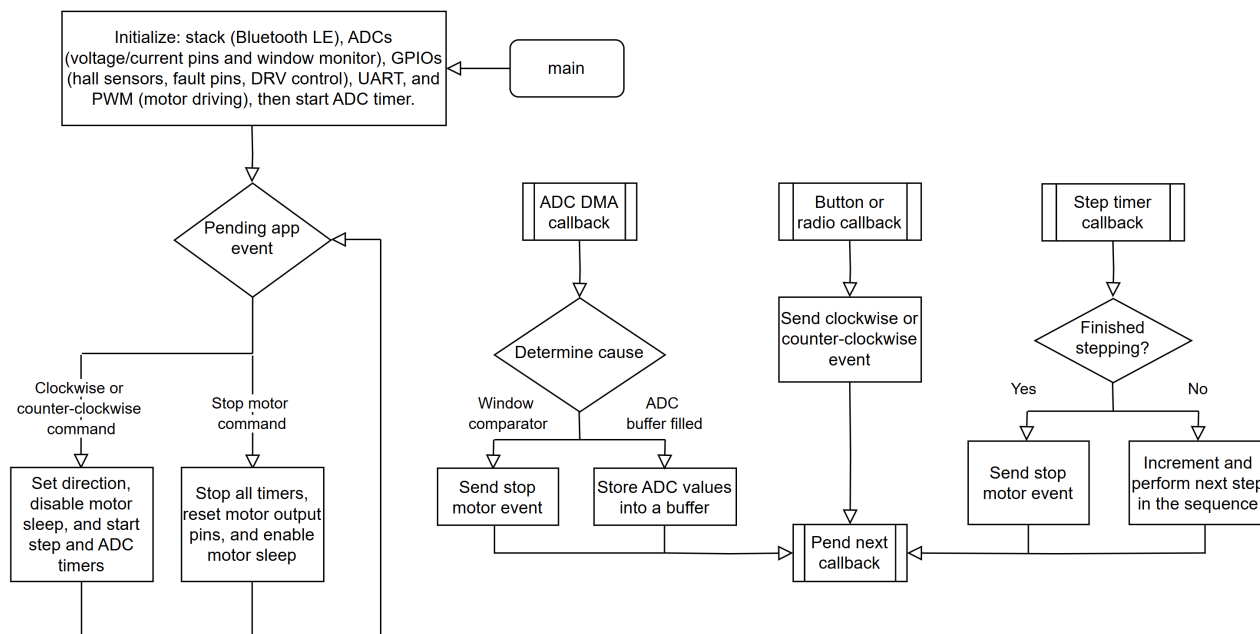 Initialize: stack (Bluetooth LE), ADCs
(voltage/current pins and window monitor), GPIOs
(hall sensors, fault pins, DRV control), UART, and
PWM (motor driving), then start ADC timer.
main
Pending app
event
Clockwise or
counter-clockwise
command
Stop motor
command
Set direction,
disable motor
sleep, and start
step and ADC
timers
Stop all timers,
reset motor output
pins, and enable
motor sleep
ADC DMA
callback
Determine cause
Window
comparator
ADC
buffer filled
Send stop
motor event
Store ADC values
into a buffer
Button or
radio callback
Send clockwise or
counter-clockwise
event
Pend next
callback
Step timer
callback
Finished
stepping?
Yes
No
Send stop
motor event
Increment and
perform next step
in the sequence